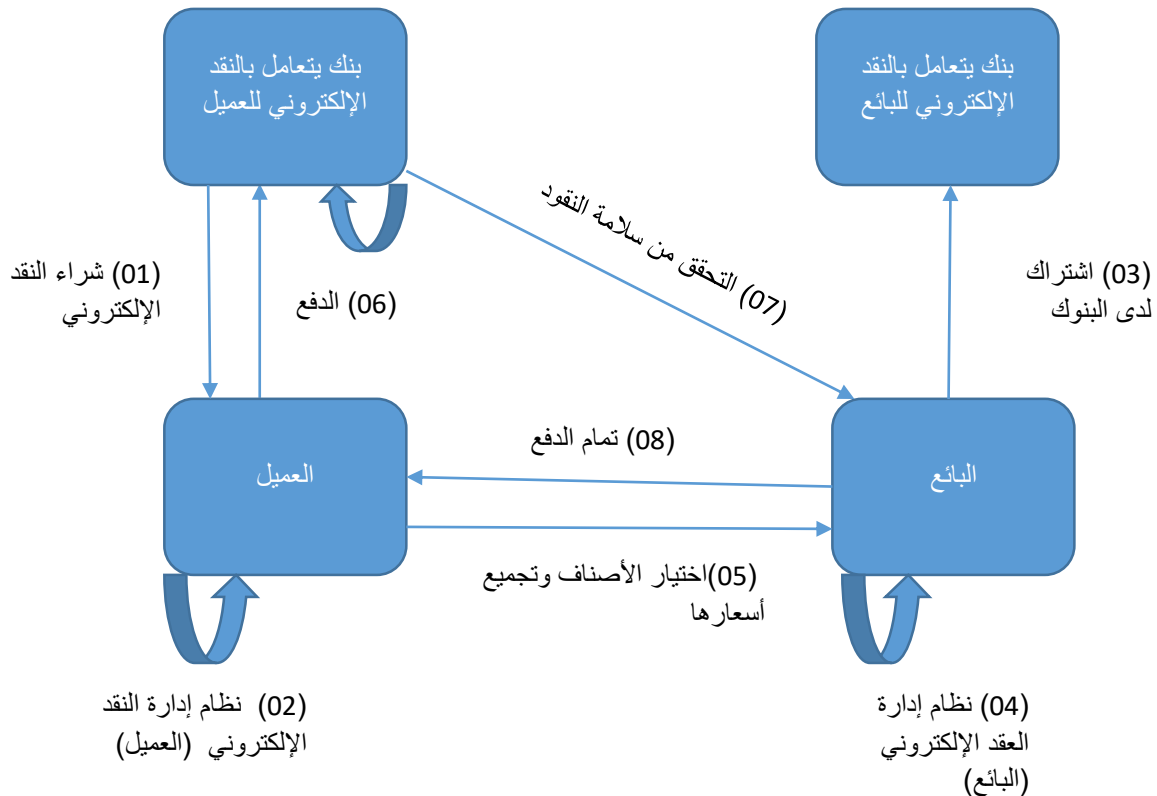 بنك يتعامل بالنقد
الإلكتروني للبائع
بنك يتعامل بالنقد
الإلكتروني للعميل
(03) اشتراك
لدى البنوك
(07) التحقق من سلامة النقود
(06) الدفع
(01) شراء النقد
الإلكتروني
(08) تمام الدفع
البائع
العميل
(05)اختيار الأصناف وتجميع
أسعارها
(04) نظام إدارة
العقد الإلكتروني
(البائع)
(02) نظام إدارة النقد
الإلكتروني (العميل)